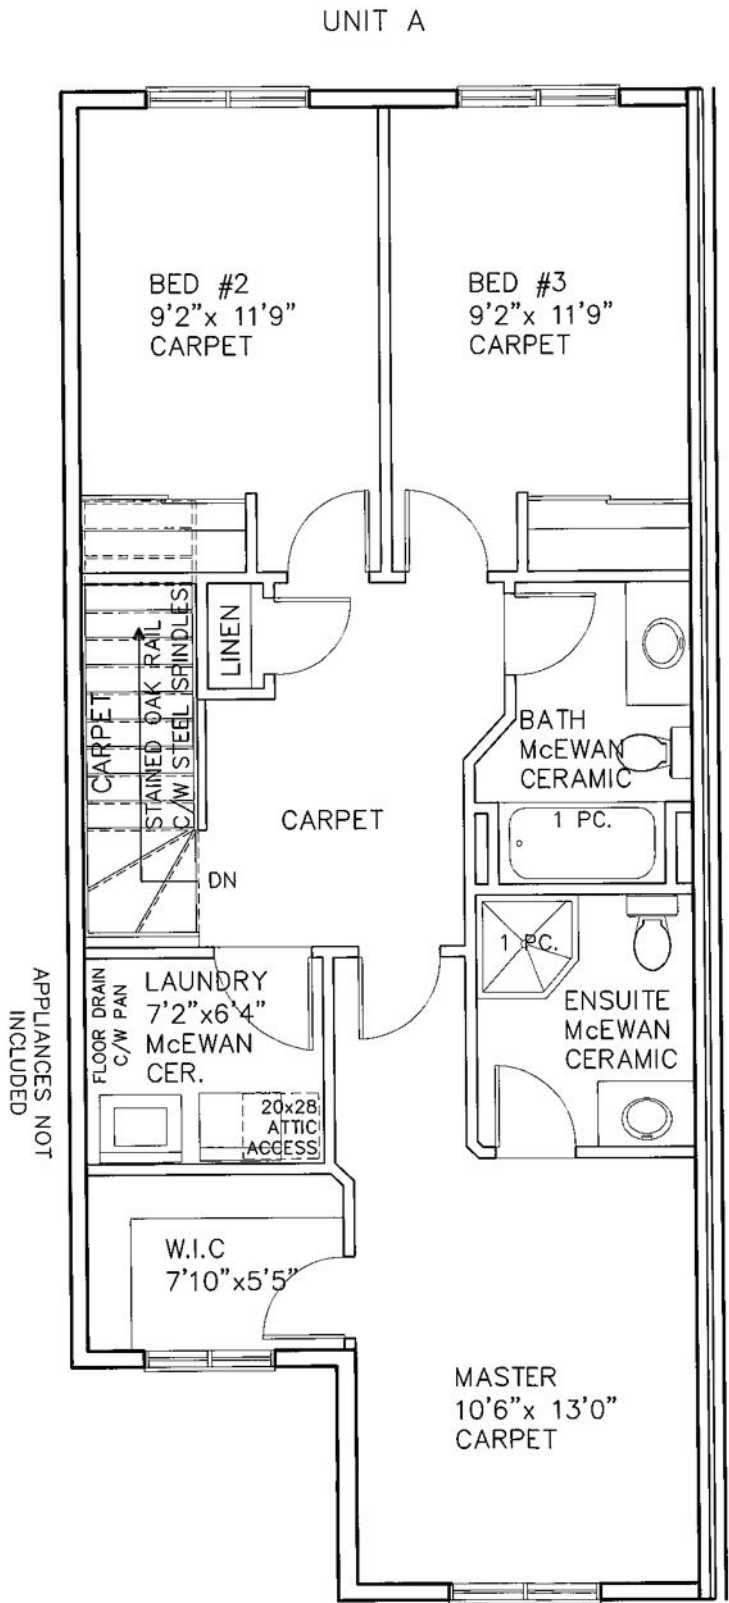 UNIT A
BED #2
9'2"x 11'9"
CARPET
BED #3
9'2"x 11'9"
CARPET
CARPET
STAINED OAK RAIL
C/W STEEL SPINDLES
LINEN
BATH
McEWAN
CERAMIC
1 PC.
CARPET
DN
1 PC.
ENSUITE
McEWAN
CERAMIC
FLOOR DRAIN
C/W PAN
LAUNDRY
7'2"x6'4"
McEWAN
CER.
20x28
ATTIC
ACCESS
APPLIANCES NOT
INCLUDED
W.I.C
7'10"x5'5"
MASTER
10'6"x 13'0"
CARPET